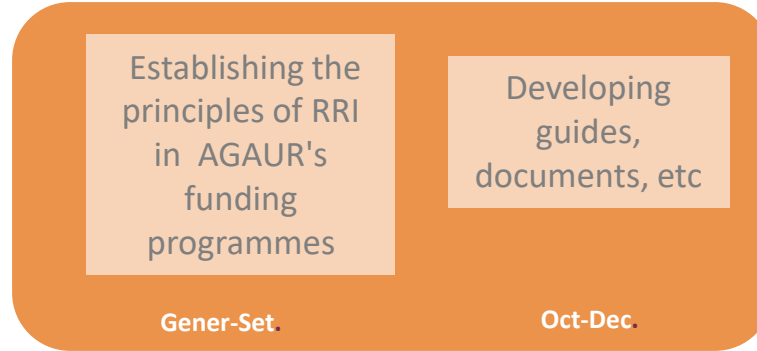 Establishing the
principles of RRI
in AGAUR's
funding
programmes
Developing
guides,
documents, etc
Gener-Set.
Oct-Dec.